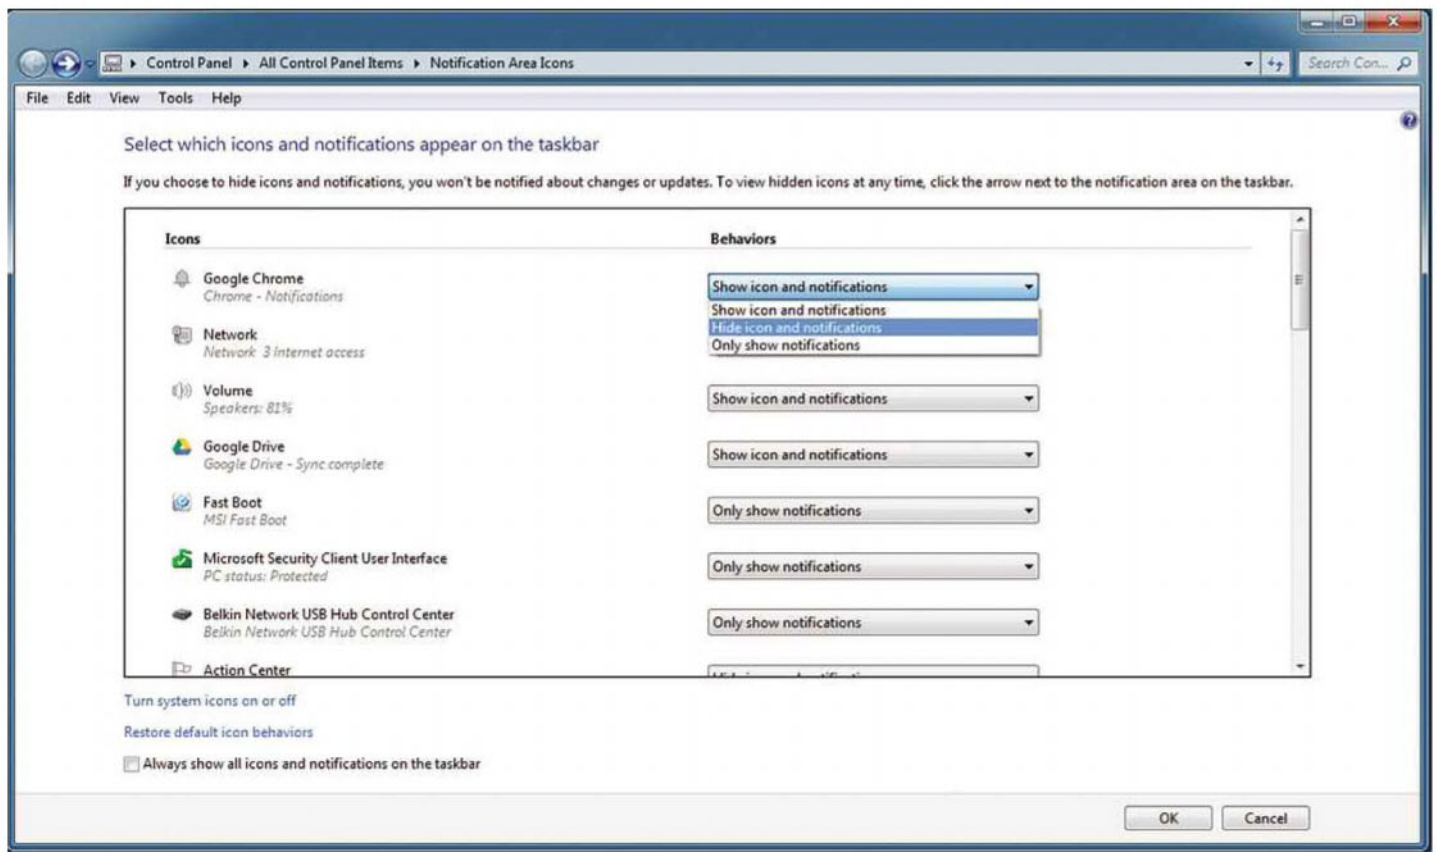 Control Panel ▸ All Control Panel Items ▸ Notification Area Icons
Search Con...
File Edit View Tools Help
Select which icons and notifications appear on the taskbar
If you choose to hide icons and notifications, you won't be notified about changes or updates. To view hidden icons at any time, click the arrow next to the notification area on the taskbar.
Icons Behaviors
Google Chrome
Chrome - Notifications
Show icon and notifications
Show icon and notifications
Hide icon and notifications
Only show notifications
Network
Network 3 Internet access
Volume
Speakers: 81%
Show icon and notifications
Google Drive
Google Drive - Sync complete
Show icon and notifications
Fast Boot
MSI Fast Boot
Only show notifications
Microsoft Security Client User Interface
PC status: Protected
Only show notifications
Belkin Network USB Hub Control Center
Belkin Network USB Hub Control Center
Only show notifications
Action Center
Turn system icons on or off
Restore default icon behaviors
Always show all icons and notifications on the taskbar
OK Cancel